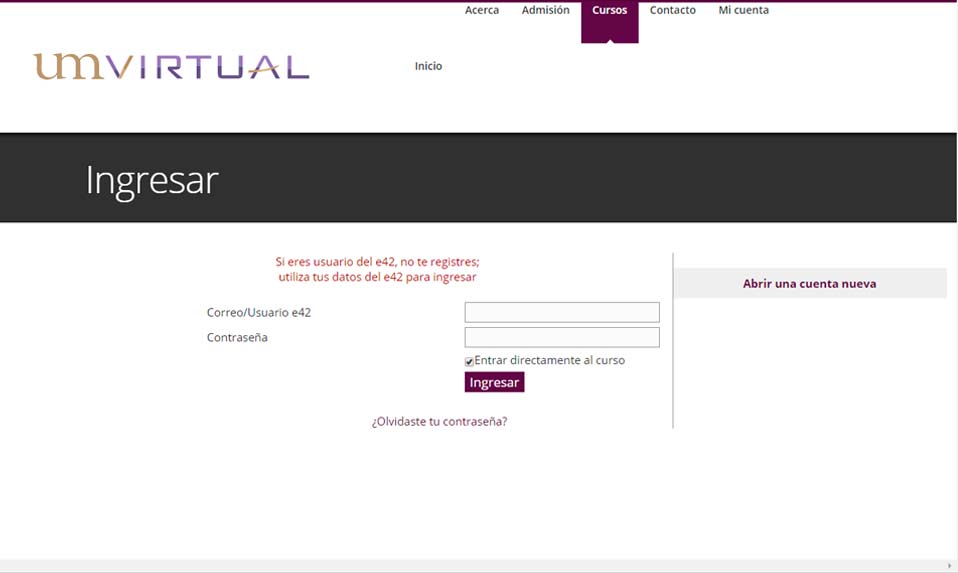 Acerca Admisión Cursos Contacto Mi cuenta
umVIRTUAL
Inicio
Ingresar
Si eres usuario del e42, no te registres;
utiliza tus datos del e42 para ingresar
Abrir una cuenta nueva
Correo/Usuario e42
Contraseña
Entrar directamente al curso
Ingresar
¿Olvidaste tu contraseña?